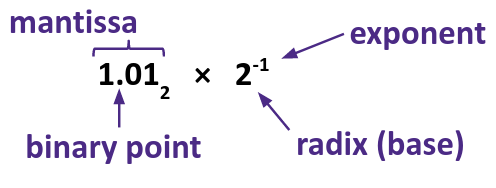 mantissa
exponent
1.01₂ × 2⁻¹
binary point
radix (base)